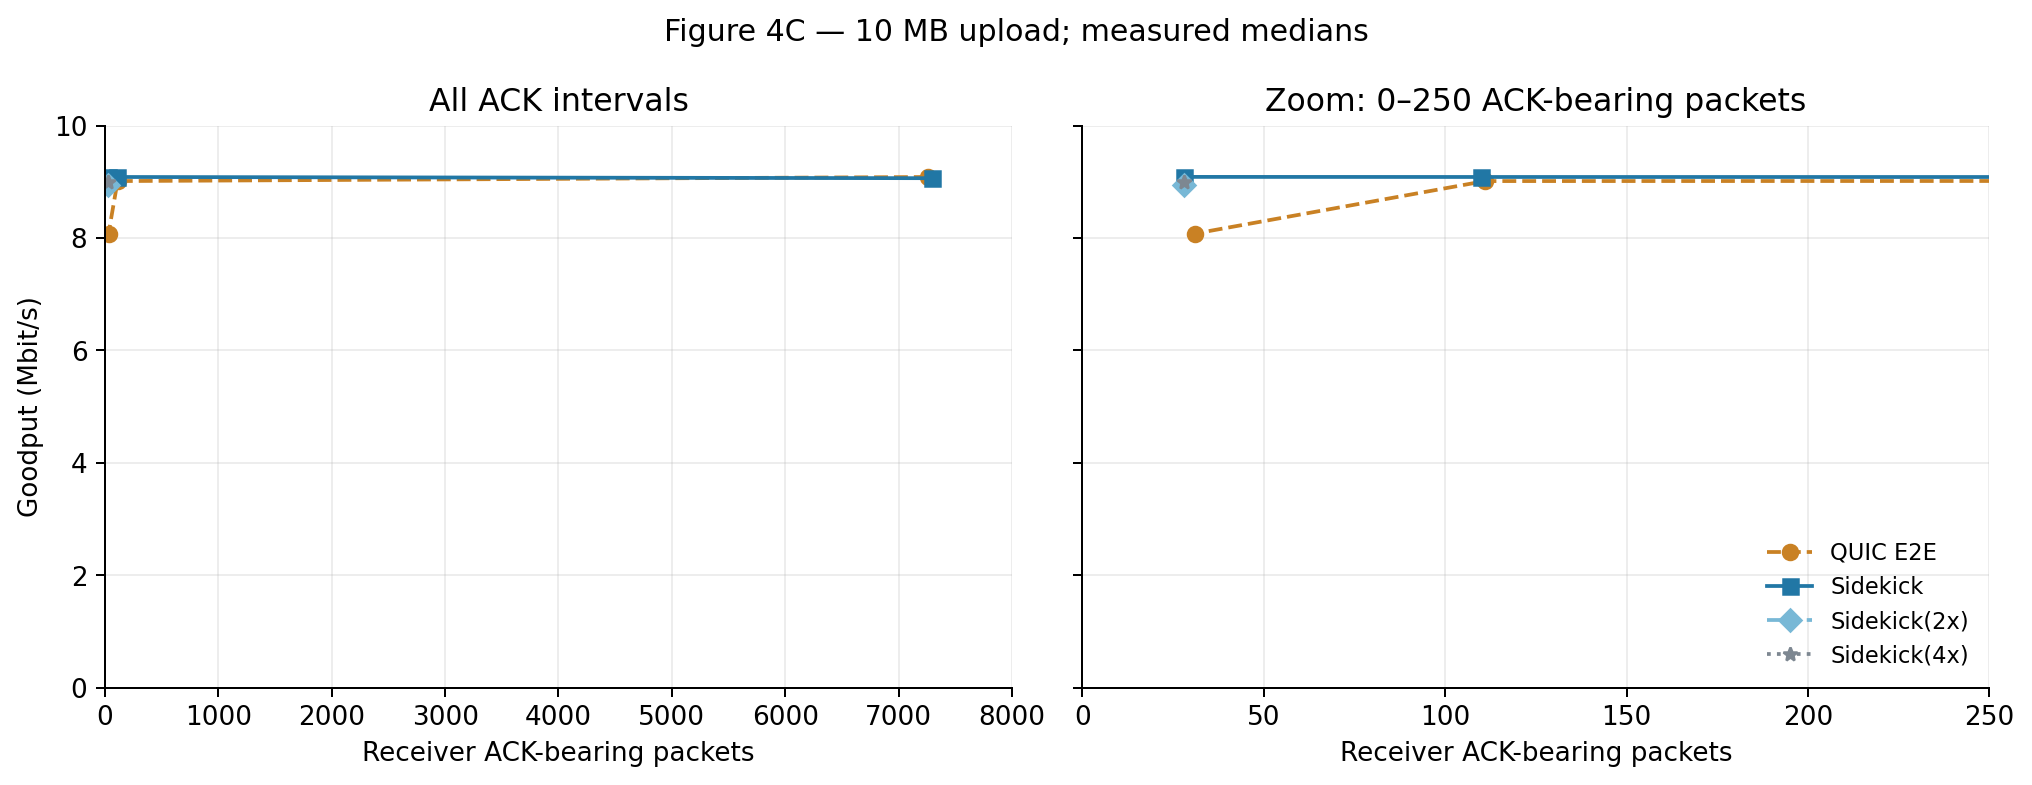 Figure 4C — 10 MB upload; measured medians
All ACK intervals
10
8
6
4
2
0
Goodput (Mbit/s)
0 1000 2000 3000 4000 5000 6000 7000 8000
Receiver ACK-bearing packets
Zoom: 0–250 ACK-bearing packets
QUIC E2E
Sidekick
Sidekick(2x)
Sidekick(4x)
0 50 100 150 200 250
Receiver ACK-bearing packets